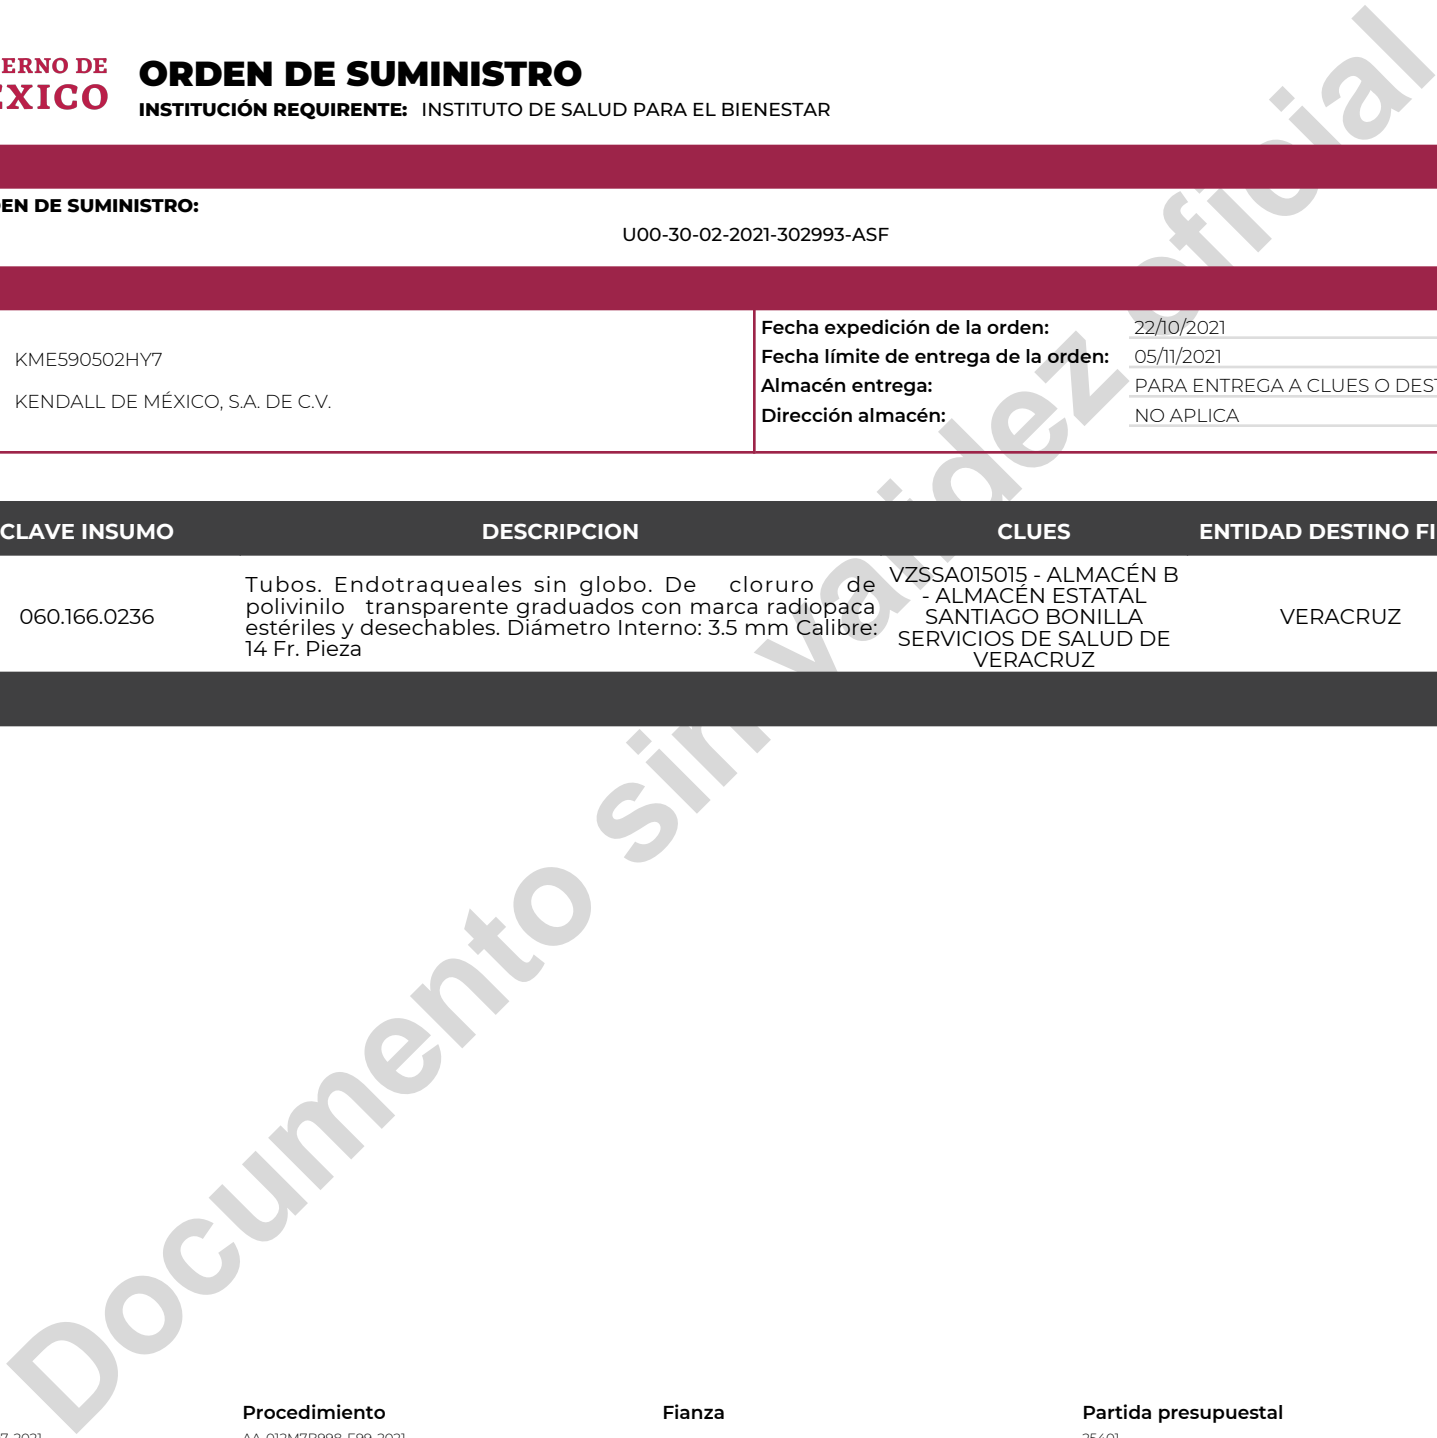 ERNO DE
ORDEN DE SUMINISTRO
INSTITUCIÓN REQUIRENTE: INSTITUTO DE SALUD PARA EL BIENESTAR
EN DE SUMINISTRO:
U00-30-02-2021-302993-ASF
KME590502HY7
KENDALL DE MÉXICO, S.A. DE C.V.
Fecha expedición de la orden: 22/10/2021
Fecha límite de entrega de la orden: 05/11/2021
Almacén entrega: PARA ENTREGA A CLUES O DEST
Dirección almacén: NO APLICA
CLAVE INSUMO DESCRIPCION CLUES ENTIDAD DESTINO FI
060.166.0236
Tubos. Endotraqueales sin globo. De cloruro de
polivinilo transparente graduados con marca radiopaca
estériles y desechables. Diámetro Interno: 3.5 mm Calibre:
14 Fr. Pieza
VZSSA015015 - ALMACÉN B
- ALMACÉN ESTATAL
SANTIAGO BONILLA
SERVICIOS DE SALUD DE
VERACRUZ
VERACRUZ
Documento sin validez oficial
Procedimiento Fianza Partida presupuestal